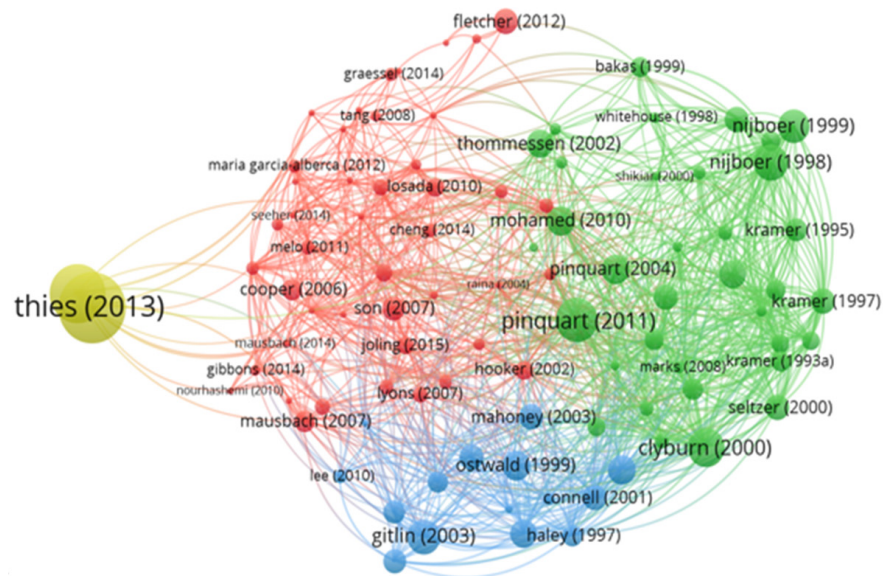 fletcher (2012)
bakas (1999)
graessel (2014)
tang (2008)
whitehouse (1998)
nijboer (1999)
thommessen (2002)
nijboer (1998)
maria garcia-alberca (2012)
shikiar (2000)
losada (2010)
seeher (2014)
mohamed (2010)
cheng (2014)
kramer (1995)
melo (2011)
pinquart (2004)
raina (2004)
cooper (2006)
kramer (1997)
thies (2013)
son (2007)
pinquart (2011)
mausbach (2014)
joling (2015)
kramer (1993a)
gibbons (2014)
hooker (2002)
marks (2008)
nourhashemi (2010)
lyons (2007)
seltzer (2000)
mausbach (2007)
mahoney (2003)
clyburn (2000)
ostwald (1999)
lee (2010)
connell (2001)
gitlin (2003)
haley (1997)